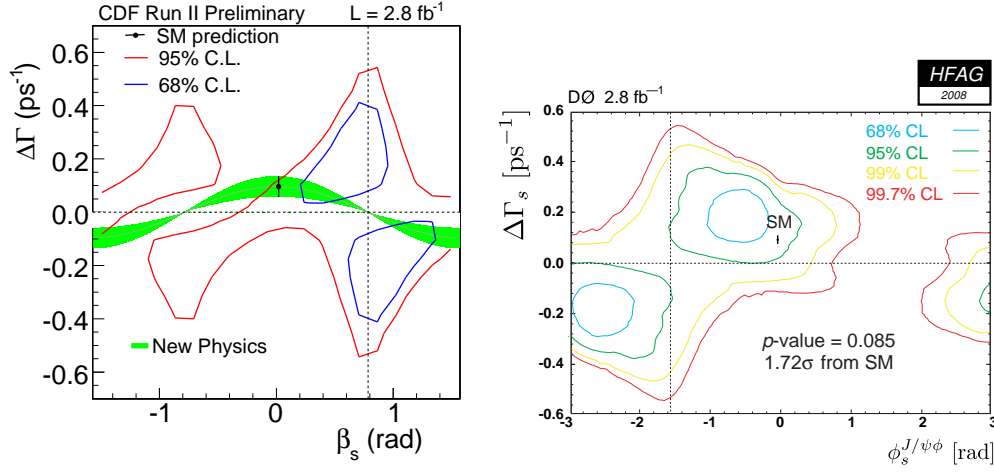 CDF Run II Preliminary L = 2.8 fb⁻¹
SM prediction
95% C.L.
68% C.L.
New Physics
ΔΓ (ps⁻¹)
0.6
0.4
0.2
0.0
-0.2
-0.4
-0.6
-1 0 1
βs (rad)
HFAG
2008
DØ 2.8 fb⁻¹
68% CL
95% CL
99% CL
99.7% CL
SM
p-value = 0.085
1.72σ from SM
ΔΓs [ps⁻¹]
0.6
0.4
0.2
0.0
-0.2
-0.4
-0.6
-3 -2 -1 0 1 2 3
ϕs^J/ψϕ [rad]